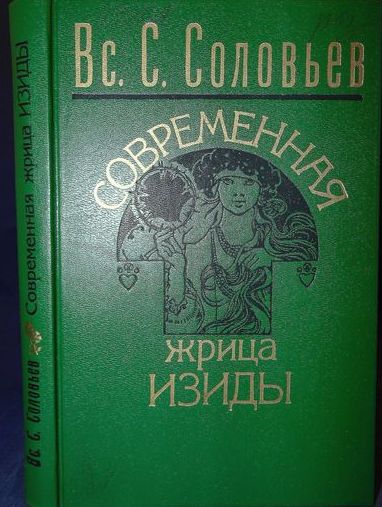 Вс. С. Соловьев
СОВРЕМЕННАЯ
жрица
ИЗИДЫ
Вс. С. Соловьев Современная жрица ИЗИДЫ